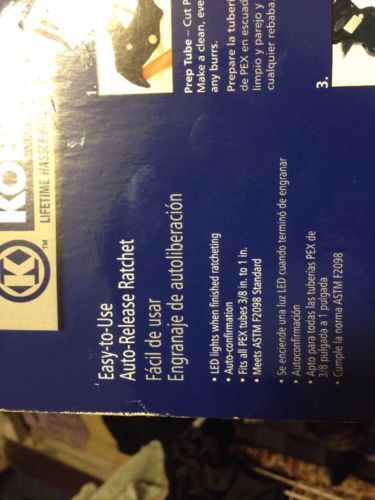 K
KO
LIFETIME HASSLE F
Easy-to-Use
Auto-Release Ratchet
Fácil de usar
Engranaje de autoliberación
• LED lights when finished ratcheting
• Auto-confirmation
• Fits all PEX tubes 3/8 in. to 1 in.
• Meets ASTM F2098 Standard
• Se enciende una luz LED cuando terminó de engranar
• Autoconfirmación
• Apto para todas las tuberías PEX de
3/8 pulgada a 1 pulgada
• Cumple la norma ASTM F2098
1.
Prep Tube – Cut P
Make a clean, eve
any burrs.
Prepare la tuberí
de PEX en escuad
limpio y parejo y
cualquier rebaba.
3.